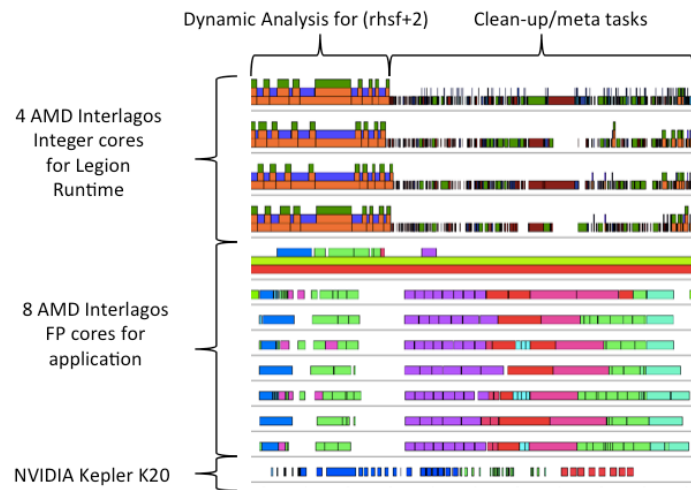 Dynamic Analysis for (rhsf+2)
Clean-up/meta tasks
4 AMD Interlagos
Integer cores
for Legion
Runtime
8 AMD Interlagos
FP cores for
application
NVIDIA Kepler K20